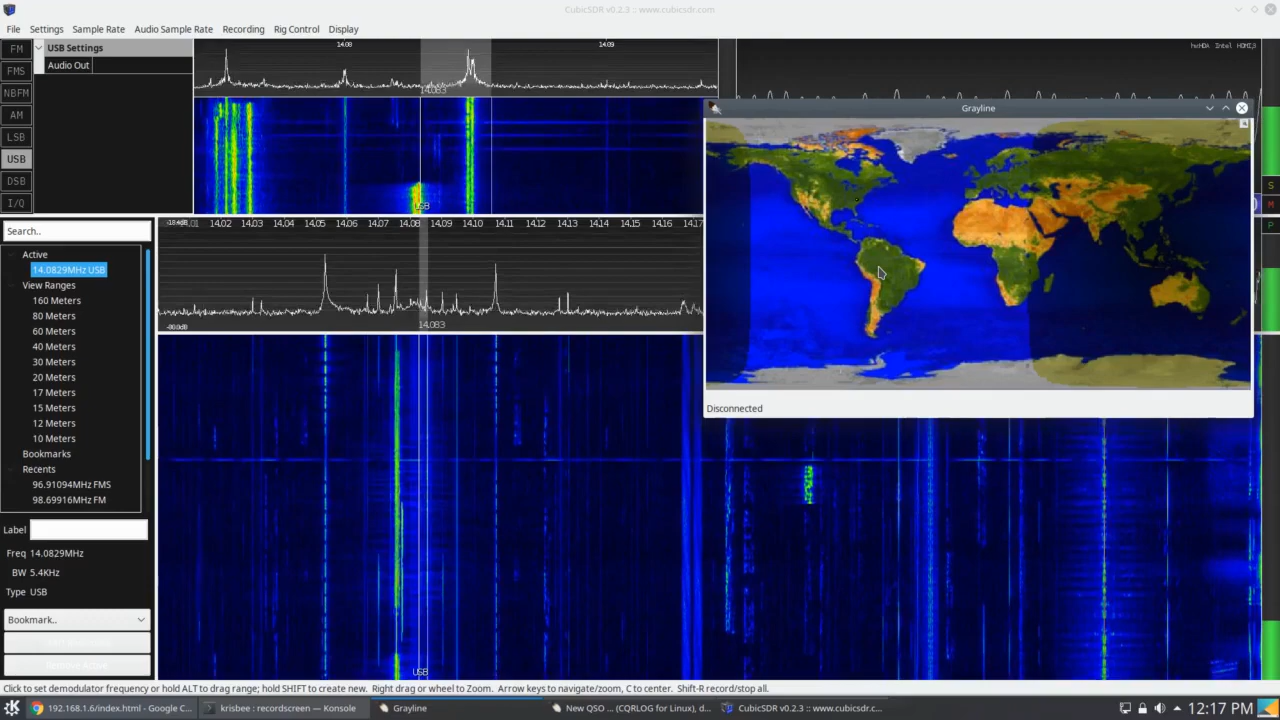 CubicSDR v0.2.3 :: www.cubicsdr.com
File Settings Sample Rate Audio Sample Rate Recording Rig Control Display
FM
FMS
NBFM
AM
LSB
USB
DSB
I/Q
USB Settings
Audio Out
14.08 14.09
14.083
USB
hw:HDA Intel HDMI,3
S
M
P
Grayline
Disconnected
14.02 14.03 14.04 14.05 14.06 14.07 14.08 14.09 14.10 14.11 14.12 14.13 14.14 14.15 14.16 14.17
14.083
USB
Search..
Active
14.0829MHz USB
View Ranges
160 Meters
80 Meters
60 Meters
40 Meters
30 Meters
20 Meters
17 Meters
15 Meters
12 Meters
10 Meters
Bookmarks
Recents
96.91094MHz FMS
98.69916MHz FM
Label
Freq 14.0829MHz
BW 5.4KHz
Type USB
Bookmark..
Remove Active
Click to set demodulator frequency or hold ALT to drag range; hold SHIFT to create new. Right drag or wheel to Zoom. Arrow keys to navigate/zoom, C to center. Shift-R record/stop all.
192.168.1.6/index.html - Google C...
krisbee : recordscreen — Konsole
Grayline
New QSO ... (CQRLOG for Linux), d...
CubicSDR v0.2.3 :: www.cubicsdr.c...
12:17 PM